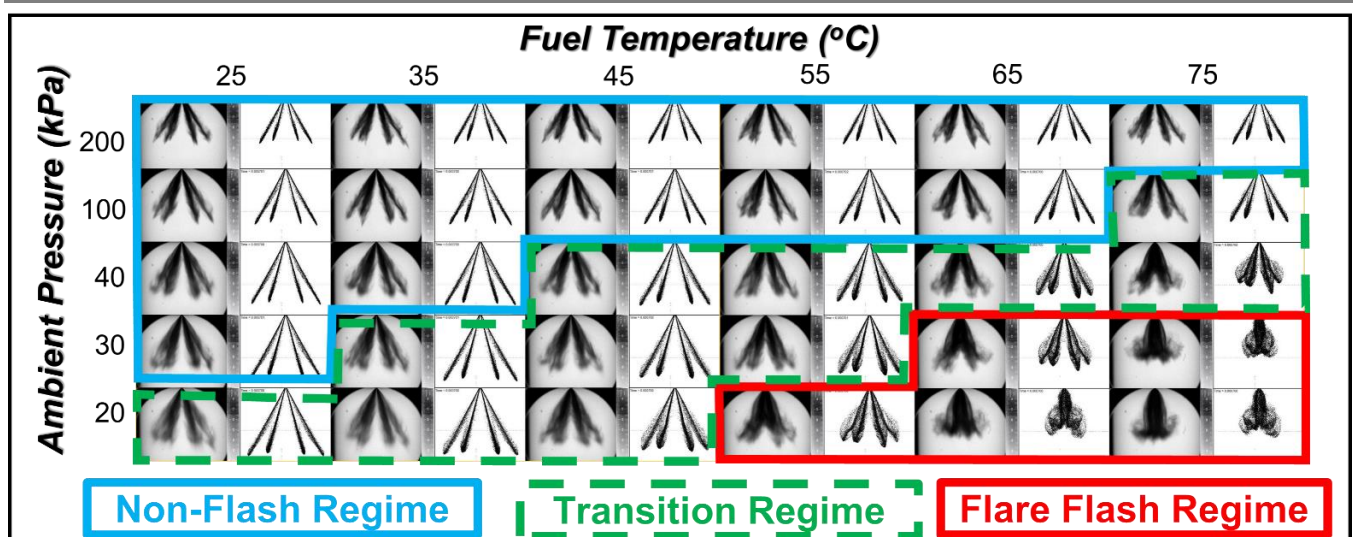 Fuel Temperature (ºC)
25 35 45 55 65 75
Ambient Pressure (kPa)
200
100
40
30
20
Non-Flash Regime Transition Regime Flare Flash Regime